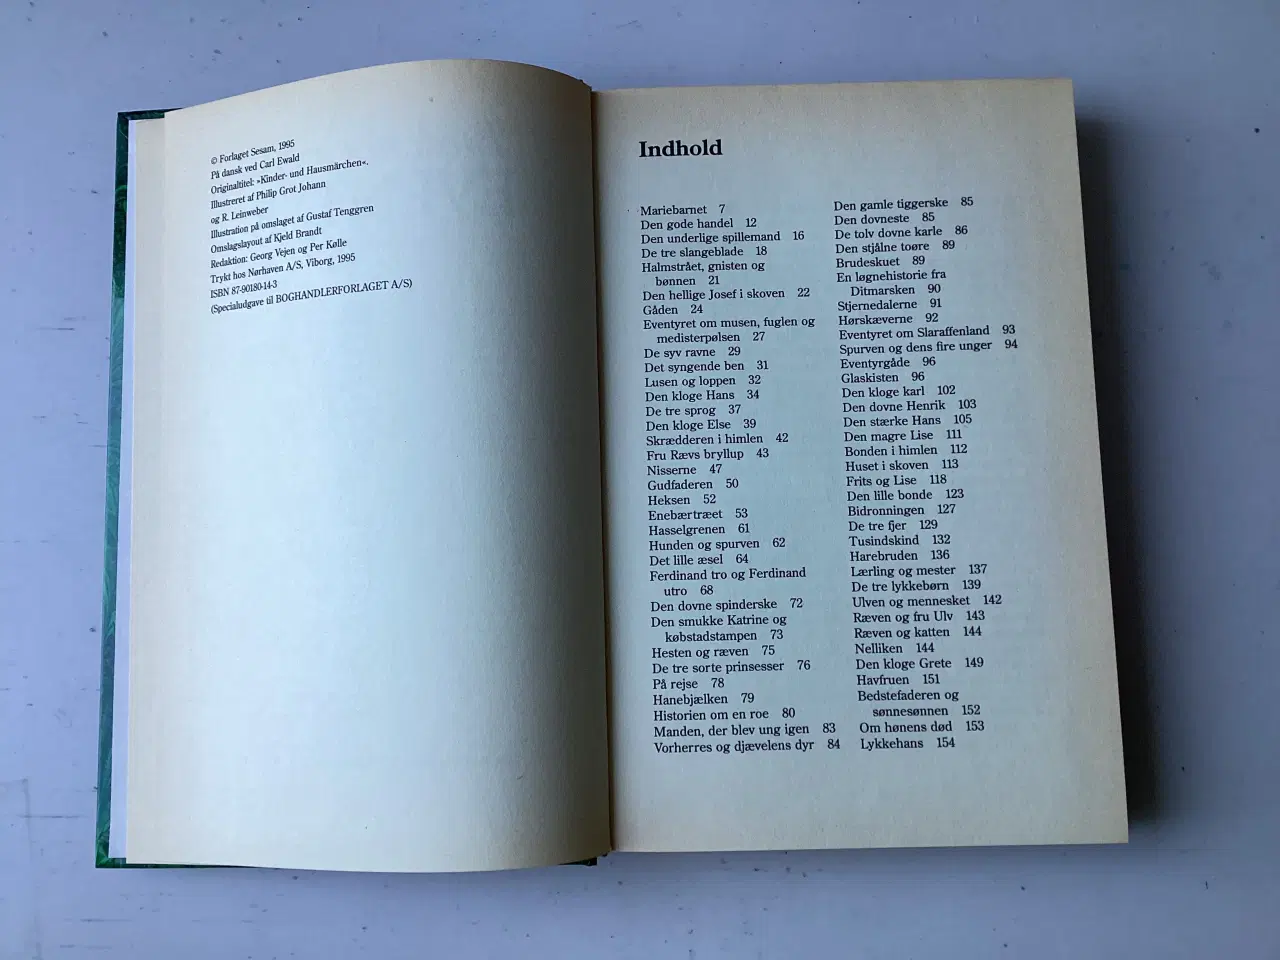 © Forlaget Sesam, 1995
På dansk ved Carl Ewald
Originaltitel: »Kinder- und Hausmärchen«.
Illustreret af Philip Grot Johann
og R. Leinweber
Illustration på omslaget af Gustaf Tenggren
Omslagslayout af Kjeld Brandt
Redaktion: Georg Vejen og Per Kølle
Trykt hos Nørhaven A/S, Viborg, 1995
ISBN 87-90180-14-3
(Specialudgave til BOGHANDLERFORLAGET A/S)
Indhold
Mariebarnet 7
Den gode handel 12
Den underlige spillemand 16
De tre slangeblade 18
Halmstrået, gnisten og
bønnen 21
Den hellige Josef i skoven 22
Gåden 24
Eventyret om musen, fuglen og
medisterpølsen 27
De syv ravne 29
Det syngende ben 31
Lusen og loppen 32
Den kloge Hans 34
De tre sprog 37
Den kloge Else 39
Skrædderen i himlen 42
Fru Rævs bryllup 43
Nisserne 47
Gudfaderen 50
Heksen 52
Enebærtræet 53
Hasselgrenen 61
Hunden og spurven 62
Det lille æsel 64
Ferdinand tro og Ferdinand
utro 68
Den dovne spinderske 72
Den smukke Katrine og
købstadstampen 73
Hesten og ræven 75
De tre sorte prinsesser 76
På rejse 78
Hanebjælken 79
Historien om en roe 80
Manden, der blev ung igen 83
Vorherres og djævelens dyr 84
Den gamle tiggerske 85
Den dovneste 85
De tolv dovne karle 86
Den stjålne toøre 89
Brudeskuet 89
En løgnehistorie fra
Ditmarsken 90
Stjernedalerne 91
Hørskæverne 92
Eventyret om Slaraffenland 93
Spurven og dens fire unger 94
Eventyrgåde 96
Glaskisten 96
Den kloge karl 102
Den dovne Henrik 103
Den stærke Hans 105
Den magre Lise 111
Bonden i himlen 112
Huset i skoven 113
Frits og Lise 118
Den lille bonde 123
Bidronningen 127
De tre fjer 129
Tusindskind 132
Harebruden 136
Lærling og mester 137
De tre lykkebørn 139
Ulven og mennesket 142
Ræven og fru Ulv 143
Ræven og katten 144
Nelliken 144
Den kloge Grete 149
Havfruen 151
Bedstefaderen og
sønnesønnen 152
Om hønens død 153
Lykkehans 154